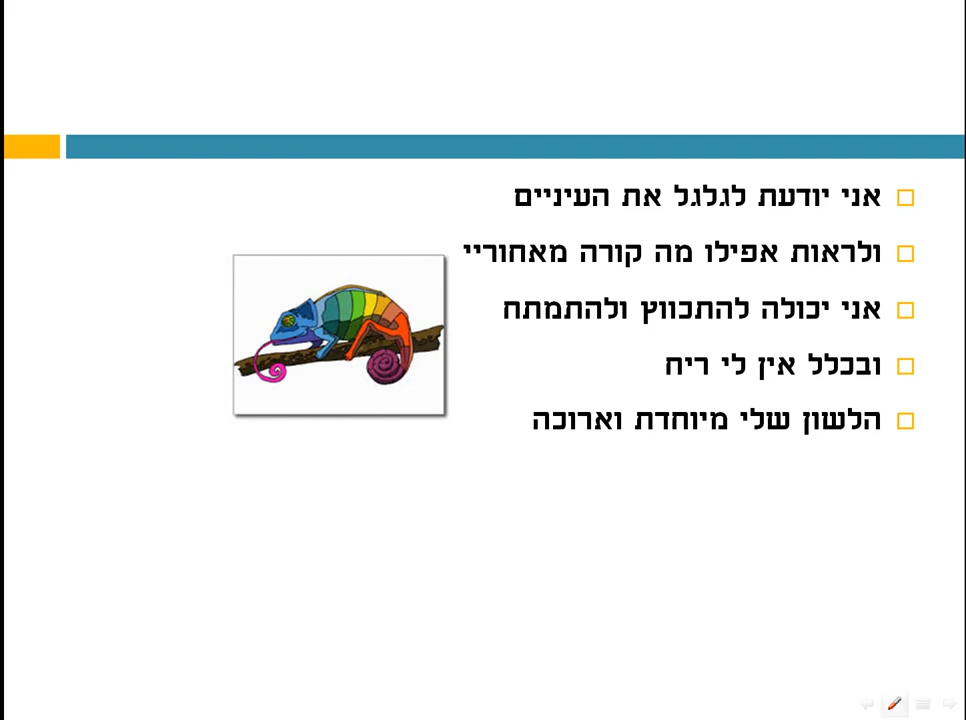 אני יודעת לגלגל את העיניים
ולראות אפילו מה קורה מאחוריי
אני יכולה להתכווץ ולהתמתח
ובכלל אין לי ריח
הלשון שלי מיוחדת וארוכה